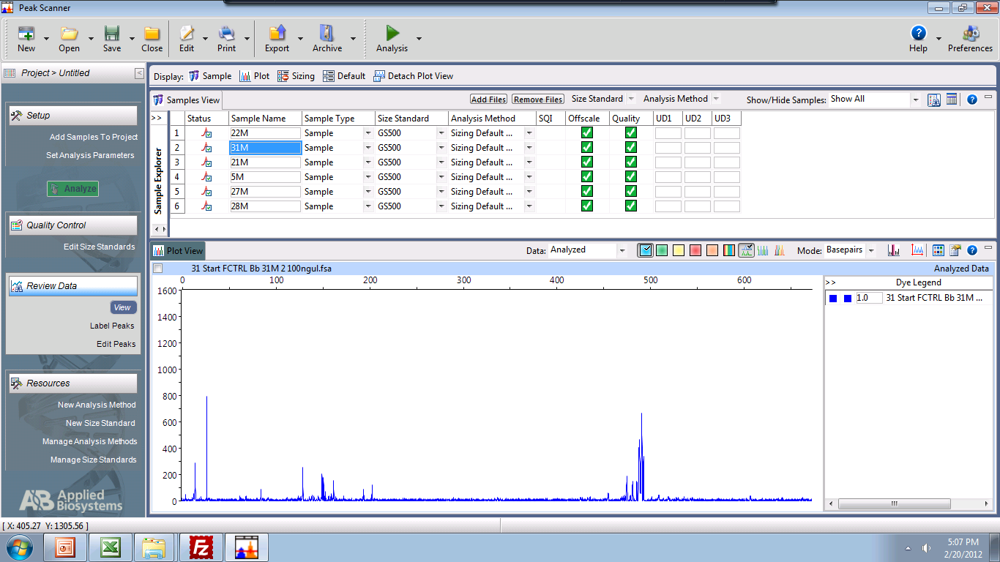 Peak Scanner
New Open Save Close Edit Print Export Archive Analysis Help Preferences
Project > Untitled <
Setup
Add Samples To Project
Set Analysis Parameters
Analyze
Quality Control
Edit Size Standards
Review Data
View
Label Peaks
Edit Peaks
Resources
New Analysis Method
New Size Standard
Manage Analysis Methods
Manage Size Standards
AB Applied
Biosystems
Display: Sample Plot Sizing Default Detach Plot View
Samples View Add Files Remove Files Size Standard Analysis Method Show/Hide Samples: Show All
>> Status Sample Name Sample Type Size Standard Analysis Method SQI Offscale Quality UD1 UD2 UD3
Sample Explorer
1 22M Sample GS500 Sizing Default ...
2 31M Sample GS500 Sizing Default ...
3 21M Sample GS500 Sizing Default ...
4 5M Sample GS500 Sizing Default ...
5 27M Sample GS500 Sizing Default ...
6 28M Sample GS500 Sizing Default ...
Plot View Data: Analyzed Mode: Basepairs
31 Start FCTRL Bb 31M 2 100ngul.fsa Analyzed Data
0 100 200 300 400 500 600
1600
1400
1200
1000
800
600
400
200
0
>> Dye Legend
1.0 31 Start FCTRL Bb 31M ...
[ X: 405.27 Y: 1305.56 ]
Fz
5:07 PM
2/20/2012